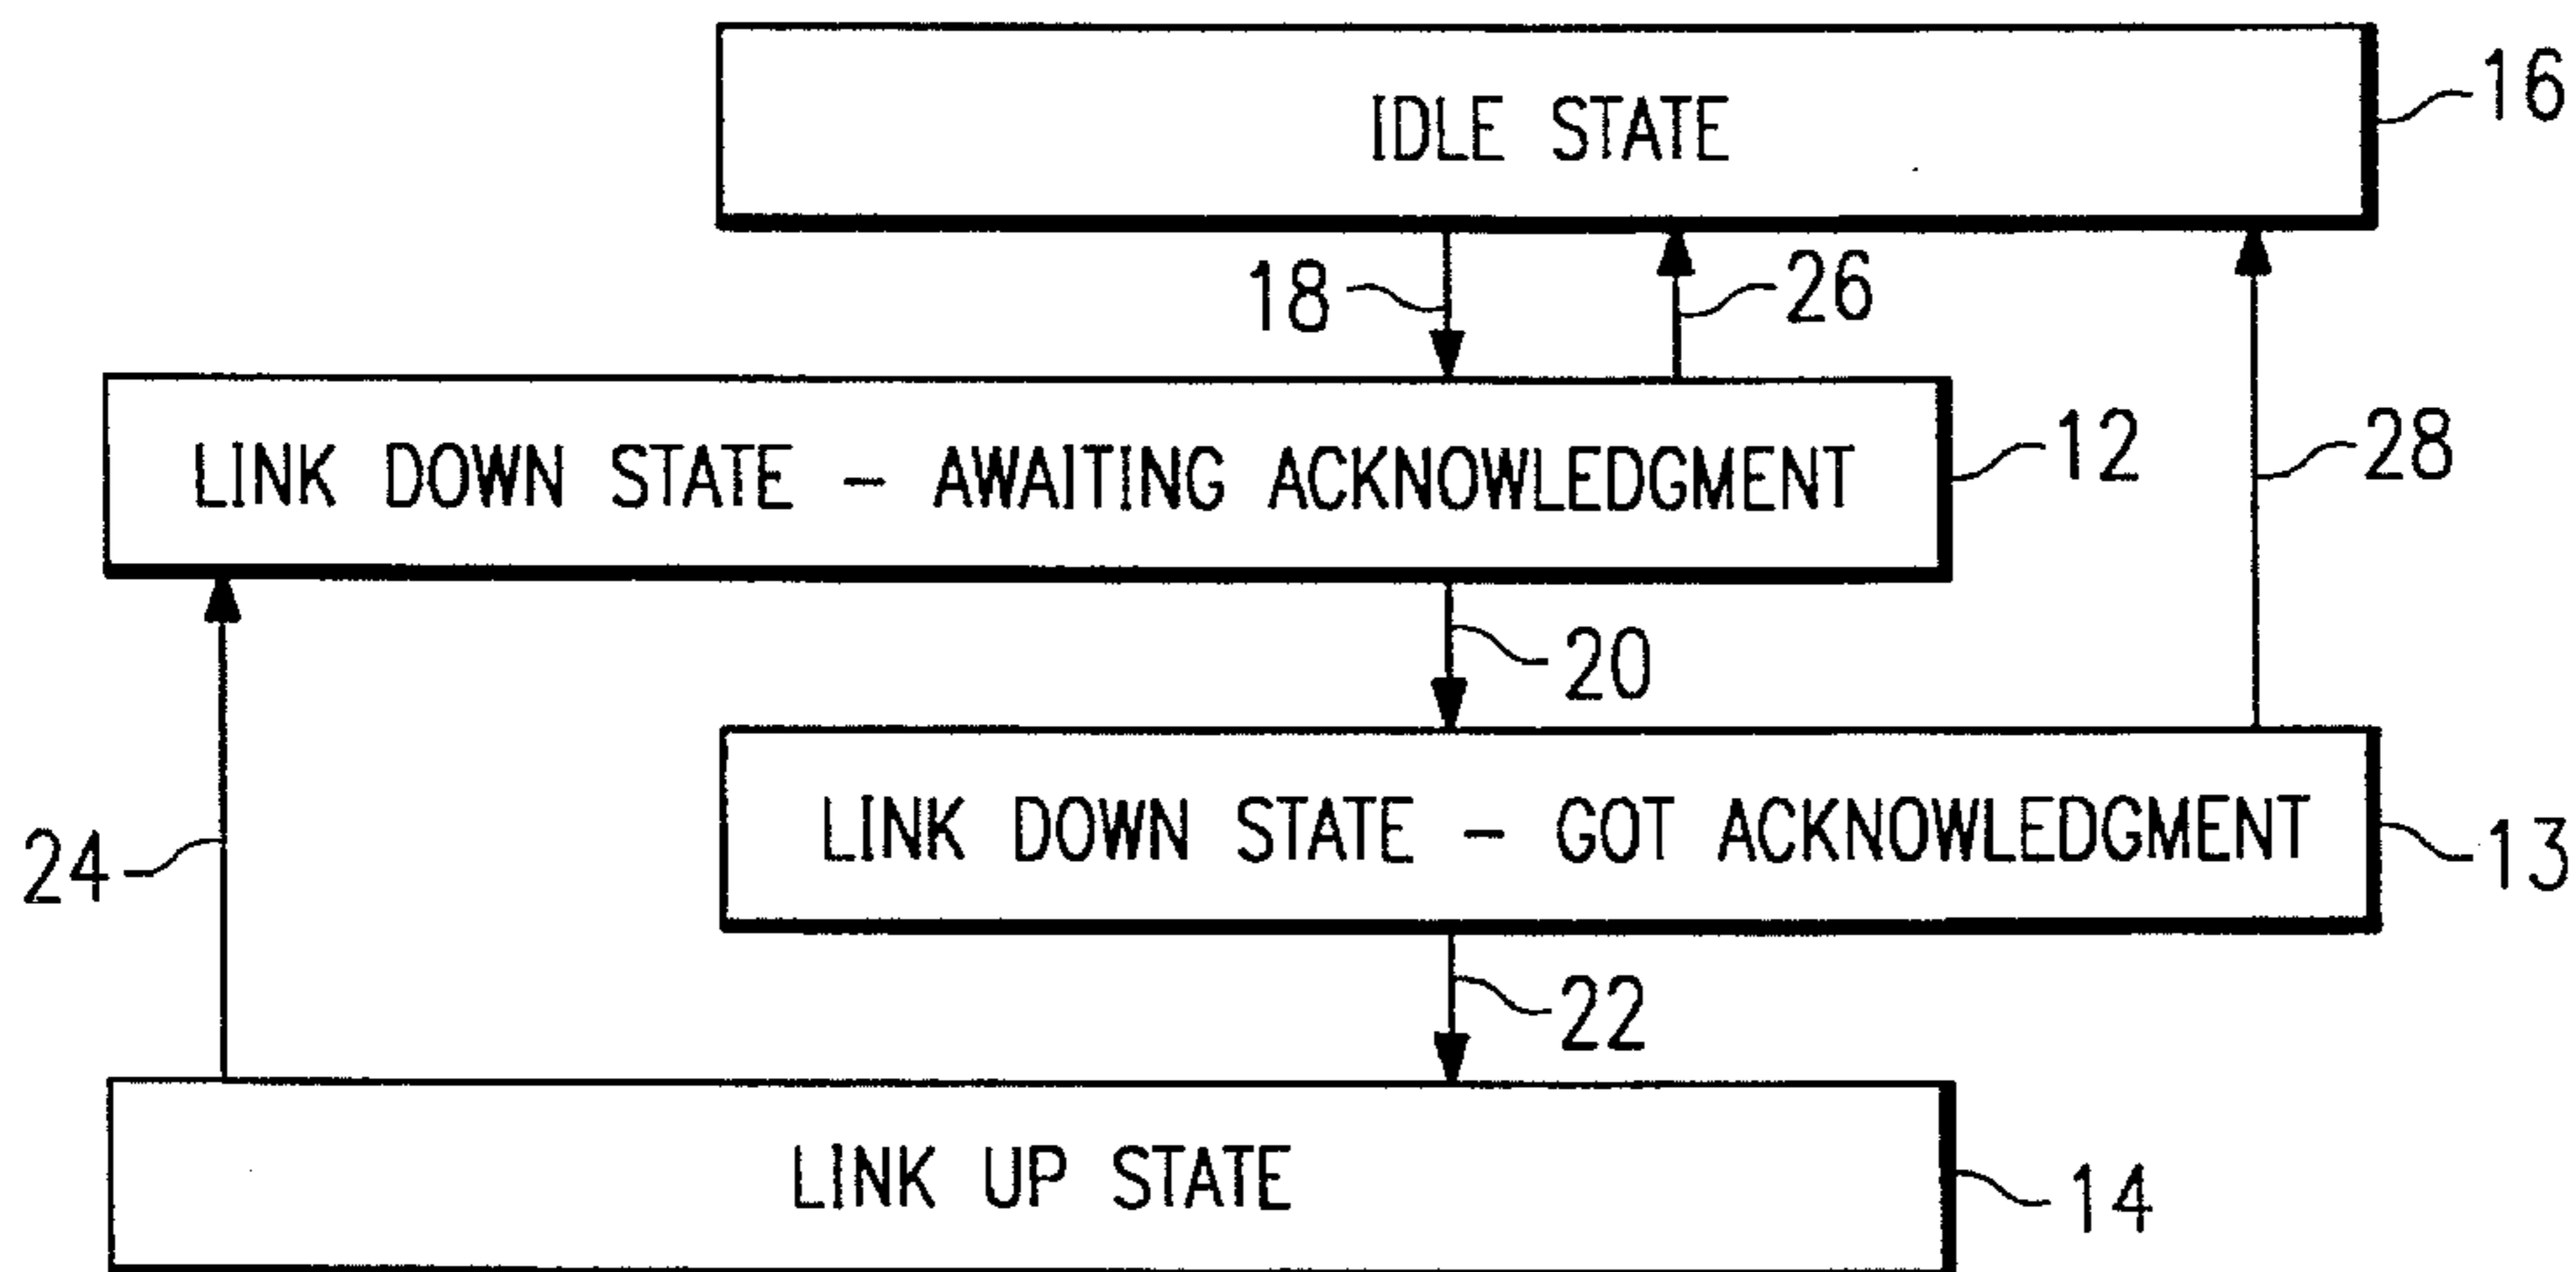 IDLE STATE
16
18
26
LINK DOWN STATE - AWAITING ACKNOWLEDGMENT
12
28
20
LINK DOWN STATE - GOT ACKNOWLEDGMENT
13
24
22
LINK UP STATE
14